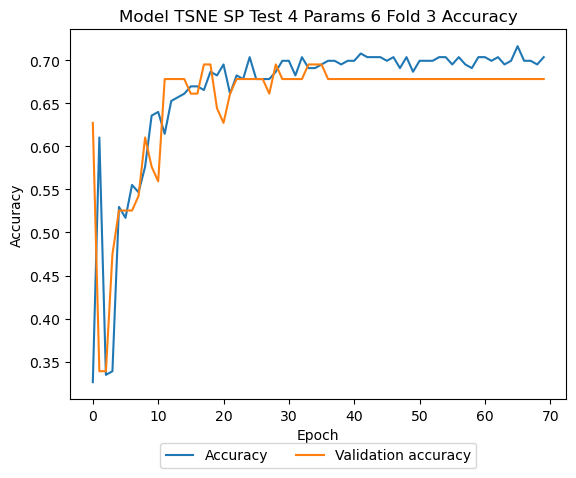 Model TSNE SP Test 4 Params 6 Fold 3 Accuracy
0.70
0.65
0.60
0.55
0.50
0.45
0.40
0.35
Accuracy
0 10 20 30 40 50 60 70
Epoch
Accuracy Validation accuracy